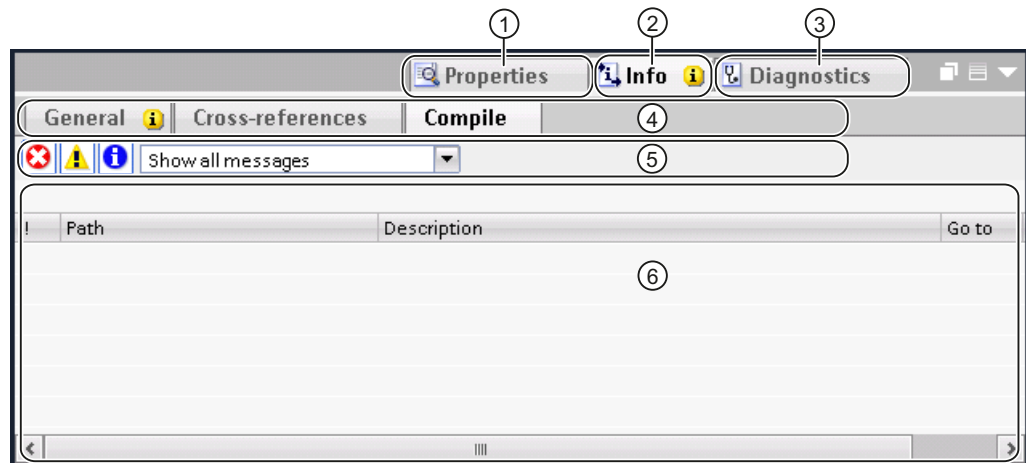 1 2 3
Properties Info Diagnostics
General Cross-references Compile 4
Show all messages 5
! Path Description Go to
6